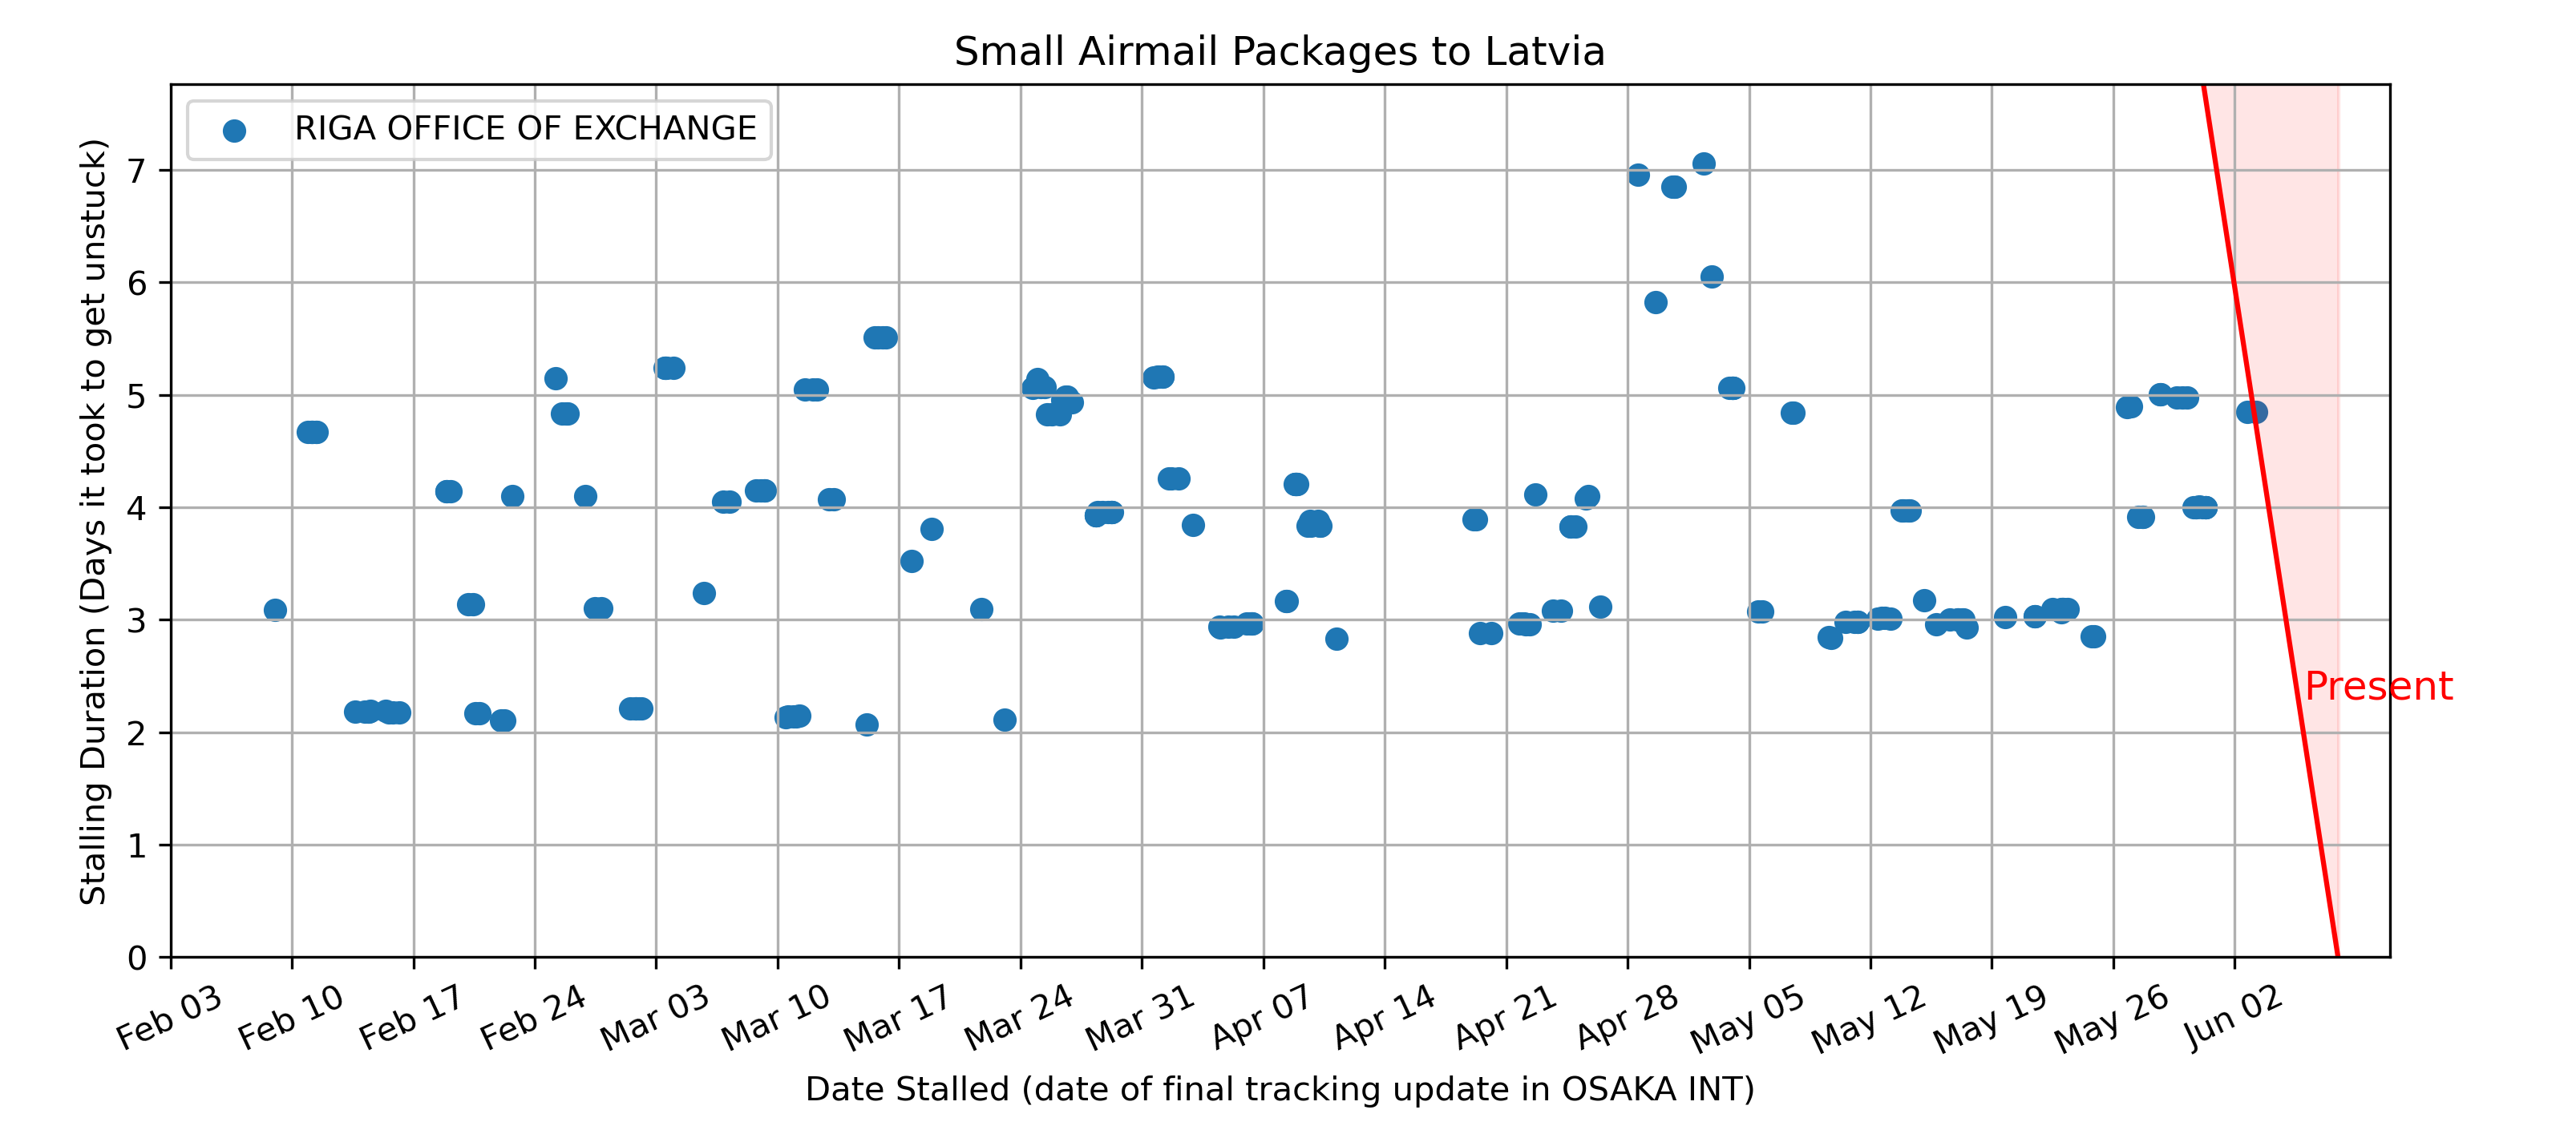 Small Airmail Packages to Latvia
RIGA OFFICE OF EXCHANGE
Stalling Duration (Days it took to get unstuck)
7
6
5
4
3
2
1
0
Present
Feb 03
Feb 10
Feb 17
Feb 24
Mar 03
Mar 10
Mar 17
Mar 24
Mar 31
Apr 07
Apr 14
Apr 21
Apr 28
May 05
May 12
May 19
May 26
Jun 02
Date Stalled (date of final tracking update in OSAKA INT)